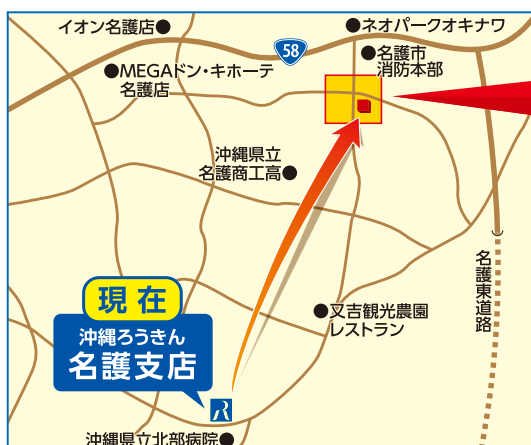 イオン名護店
ネオパークオキナワ
58
名護市
消防本部
MEGAドン・キホーテ
名護店
沖縄県立
名護商工高
名護東道路
現在
沖縄ろうきん
名護支店
又吉観光農園
レストラン
R
沖縄県立北部病院